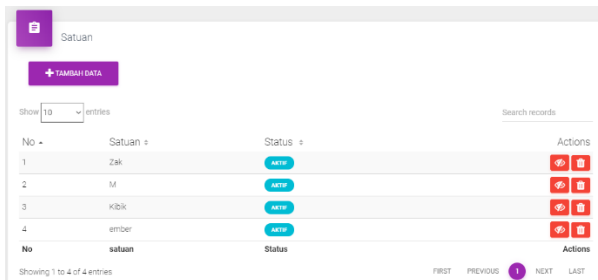 Satuan
TAMBAH DATA
Show 10 entries
Search records
No Satuan Status Actions
1 Zak AKTIF
2 M AKTIF
3 Kibik AKTIF
4 ember AKTIF
No satuan Status Actions
Showing 1 to 4 of 4 entries
FIRST PREVIOUS 1 NEXT LAST